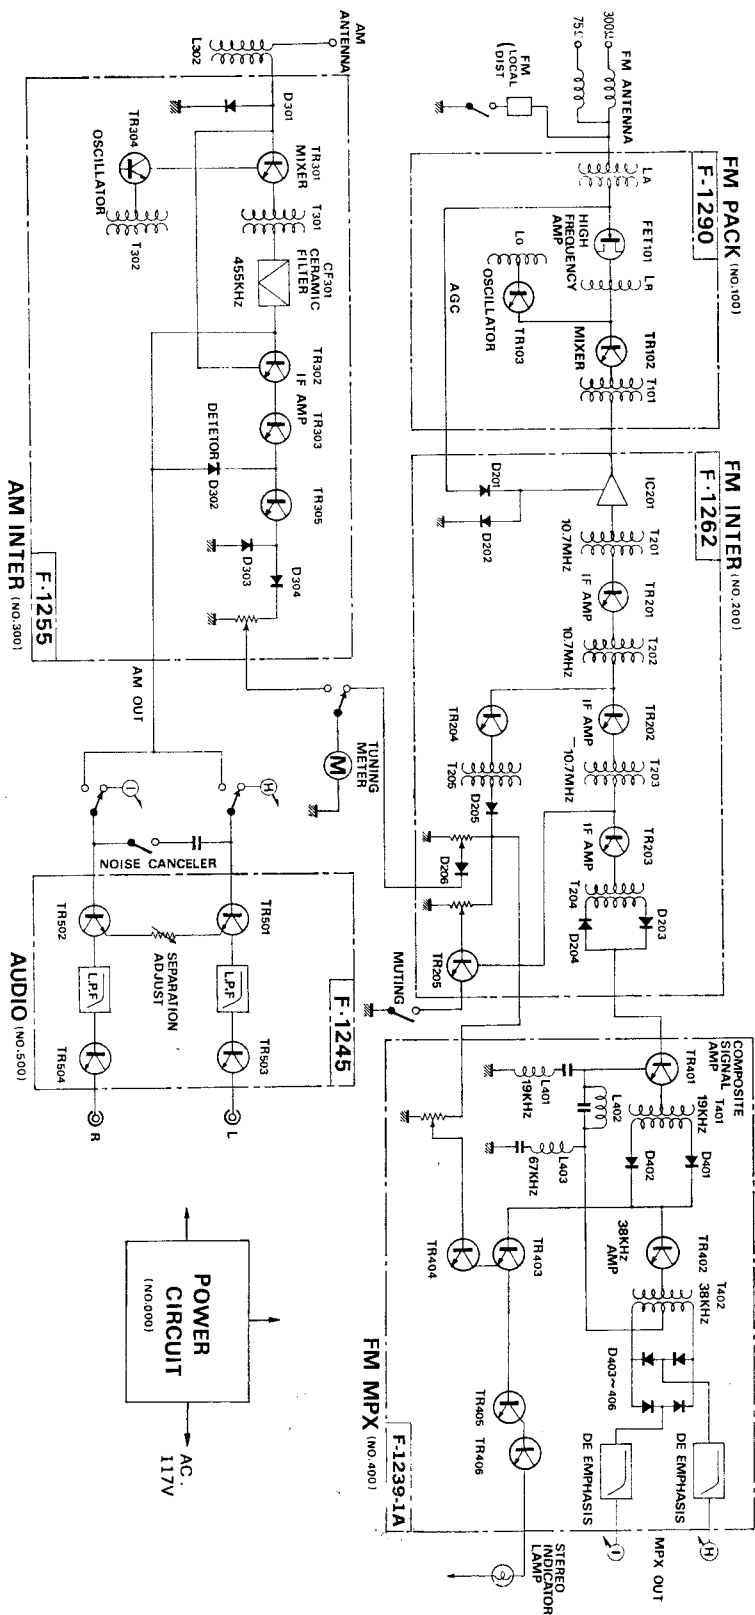 FM ANTENNA
300Ω
75Ω
FM
LOCAL
DIST
FM PACK (NO.100)
F-1290
LA
FET101
HIGH
FREQUENCY
AMP
LR
LO
TR103
OSCILLATOR
TR102
MIXER
T101
AGC
FM INTER (NO.200)
F-1262
IC201
D201
D202
T201
10.7MHz
TR201
IF AMP
T202
10.7MHz
TR202
IF AMP
T203
10.7MHz
TR203
IF AMP
T204
D203
D204
TR204
T205
D205
D206
TR205
MUTING
COMPOSITE
SIGNAL
AMP
TR401
T401
19KHz
D401
D402
L401
19KHz
L402
L403
67KHz
TR402
38KHz
AMP
T402
38KHz
D403~406
DE EMPHASIS
DE EMPHASIS
H
I
MPX OUT
TR403
TR404
TR405
TR406
STEREO
INDICATOR
LAMP
FM MPX (NO.400)
F-1239-1A
AM
ANTENNA
L302
D301
TR301
MIXER
TR304
OSCILLATOR
T301
T302
CF301
CERAMIC
FILTER
455KHz
TR302
IF AMP
TR303
DETETOR
D302
TR305
D303
D304
AM INTER (NO.300)
F-1255
AM OUT
TUNING
METER
M
H
I
NOISE CANCELER
TR501
TR502
SEPARATION
ADJUST
L.P.F
L.P.F
TR503
TR504
L
R
AUDIO (NO.500)
F-1245
POWER
CIRCUIT
(NO.000)
AC.
117V